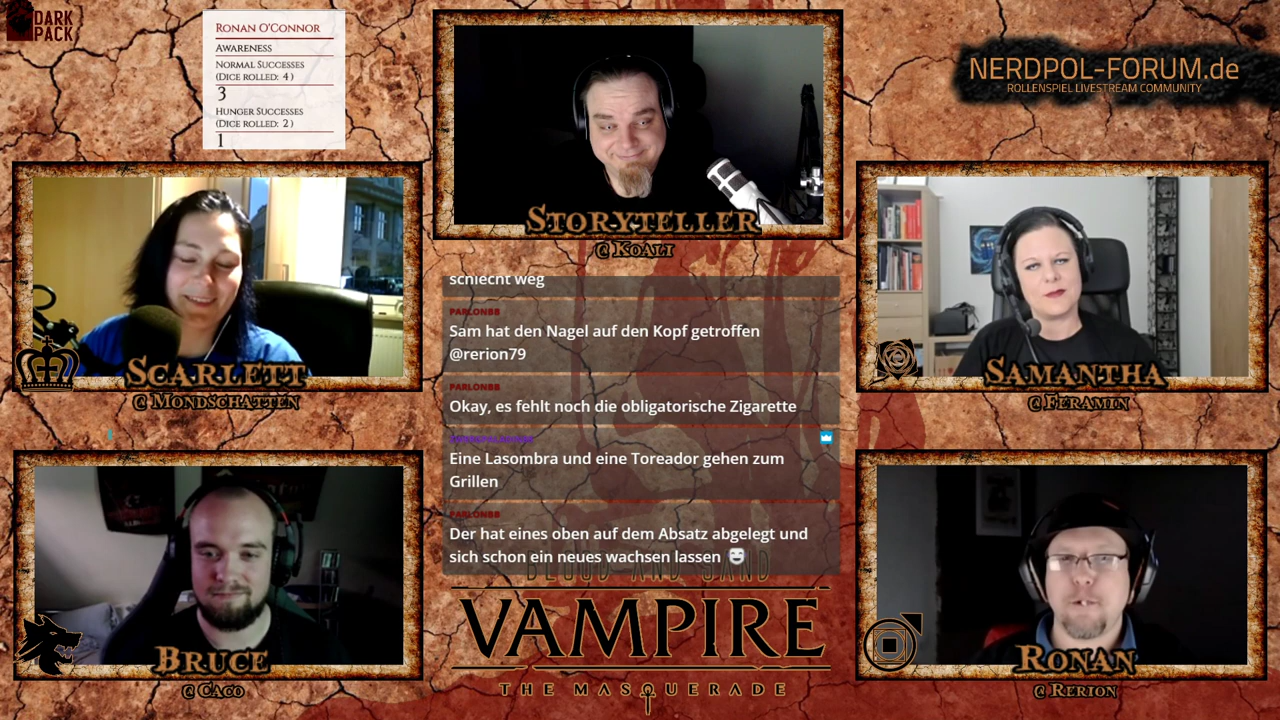 DARK
PACK
RONAN O'CONNOR
AWARENESS
NORMAL SUCCESSES
(DICE ROLLED: 4)
3
HUNGER SUCCESSES
(DICE ROLLED: 2)
1
NERDPOL-FORUM.de
ROLLENSPIEL LIVESTREAM COMMUNITY
STORYTELLER
@ KOALI
SCARLETT
@ MONDSCHATTEN
SAMANTHA
@ FERAMIN
schlecht weg
PARLONBB
Sam hat den Nagel auf den Kopf getroffen
@rerion79
PARLONBB
Okay, es fehlt noch die obligatorische Zigarette
Eine Lasombra und eine Toreador gehen zum
Grillen
PARLONBB
Der hat eines oben auf dem Absatz abgelegt und
sich schon ein neues wachsen lassen
BLOOD AND SAND
VAMPIRE
THE MASQUERADE
BRUCE
@ CACO
RONAN
@ RERION